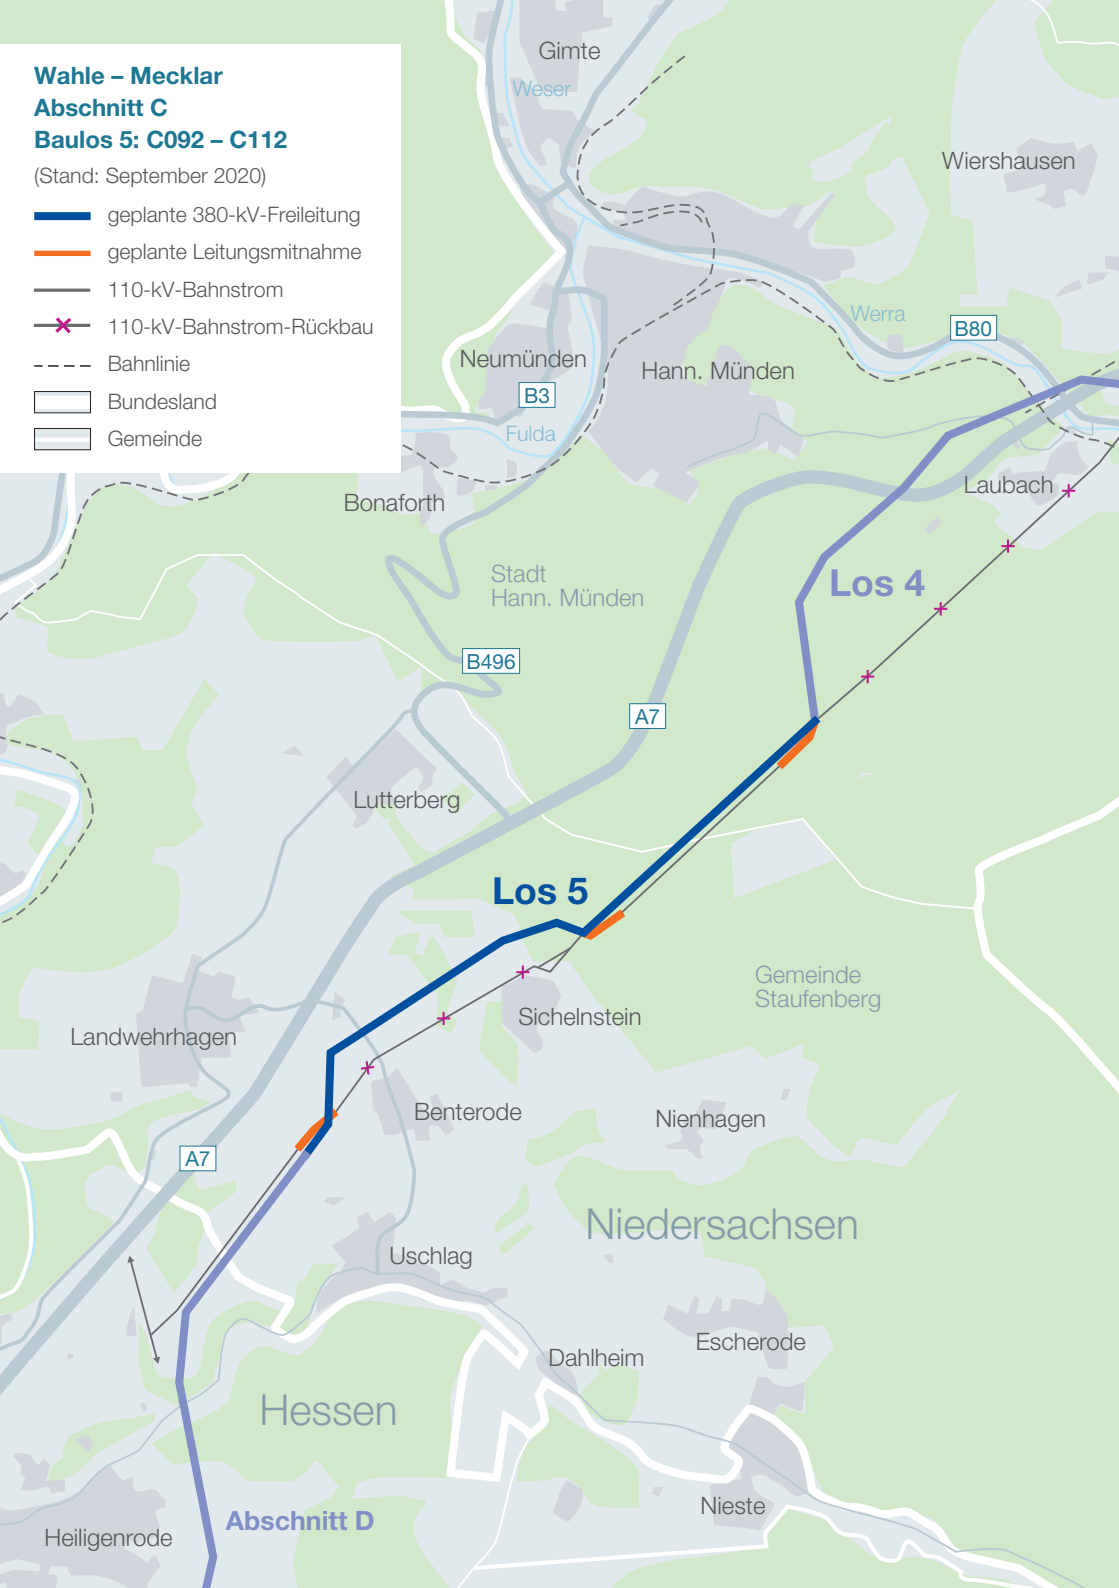 Wahle – Mecklar
Abschnitt C
Baulos 5: C092 – C112
(Stand: September 2020)
geplante 380-kV-Freileitung
geplante Leitungsmitnahme
110-kV-Bahnstrom
110-kV-Bahnstrom-Rückbau
Bahnlinie
Bundesland
Gemeinde
Gimte
Weser
Wiershausen
Werra
B80
Neumünden
Hann. Münden
B3
Fulda
Bonaforth
Laubach
Stadt
Hann. Münden
Los 4
B496
A7
Lutterberg
Los 5
Gemeinde
Staufenberg
Sichelnstein
Landwehrhagen
Benterode
Nienhagen
A7
Niedersachsen
Uschlag
Escherode
Dahlheim
Hessen
Nieste
Abschnitt D
Heiligenrode